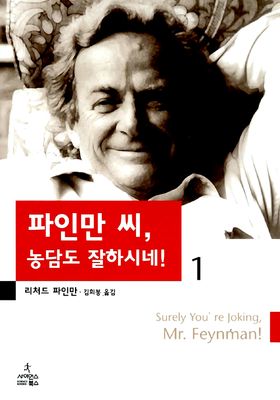 파인만 씨,
농담도 잘하시네!
1
리처드 파인만 · 김희봉 옮김
Surely You're Joking,
Mr. Feynman!
사이언스
북스